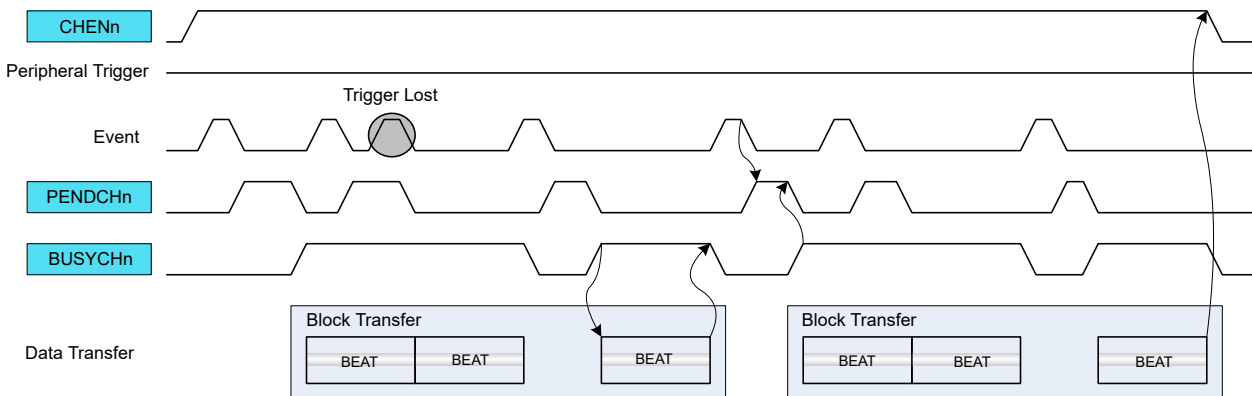 CHENn
Peripheral Trigger
Trigger Lost
Event
PENDCHn
BUSYCHn
Block Transfer
Block Transfer
Data Transfer
BEAT
BEAT
BEAT
BEAT
BEAT
BEAT